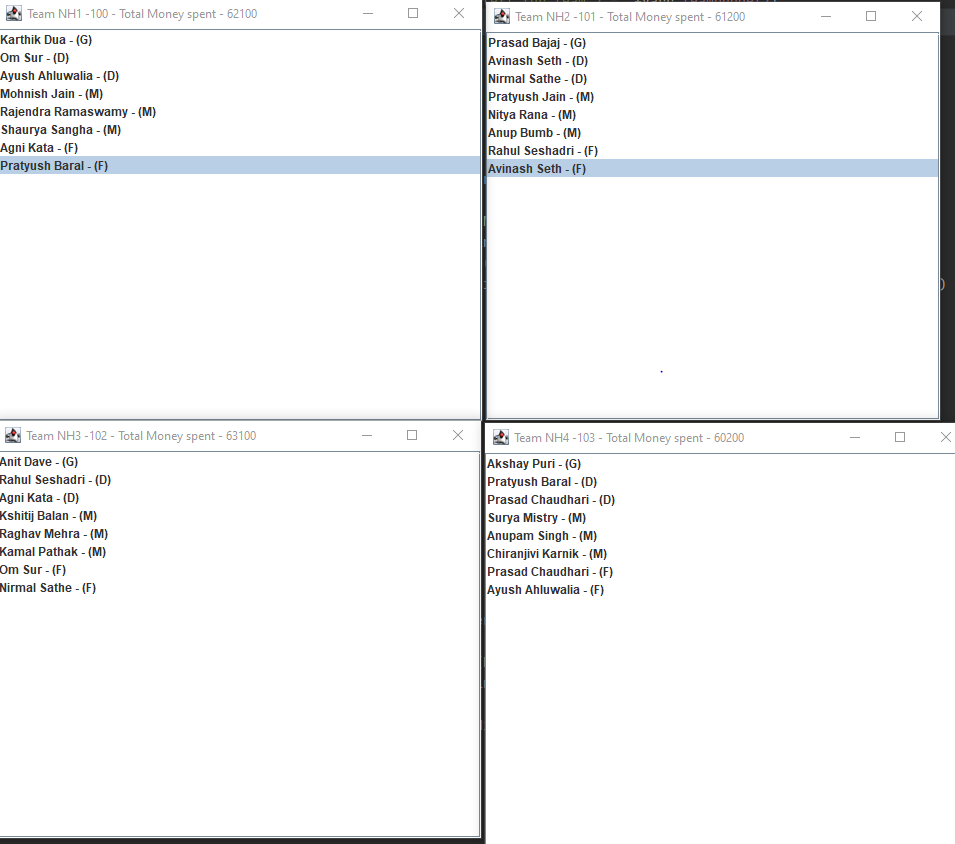 Team NH1 -100 - Total Money spent - 62100
Karthik Dua - (G)
Om Sur - (D)
Ayush Ahluwalia - (D)
Mohnish Jain - (M)
Rajendra Ramaswamy - (M)
Shaurya Sangha - (M)
Agni Kata - (F)
Pratyush Baral - (F)
Team NH2 -101 - Total Money spent - 61200
Prasad Bajaj - (G)
Avinash Seth - (D)
Nirmal Sathe - (D)
Pratyush Jain - (M)
Nitya Rana - (M)
Anup Bumb - (M)
Rahul Seshadri - (F)
Avinash Seth - (F)
Team NH3 -102 - Total Money spent - 63100
Anit Dave - (G)
Rahul Seshadri - (D)
Agni Kata - (D)
Kshitij Balan - (M)
Raghav Mehra - (M)
Kamal Pathak - (M)
Om Sur - (F)
Nirmal Sathe - (F)
Team NH4 -103 - Total Money spent - 60200
Akshay Puri - (G)
Pratyush Baral - (D)
Prasad Chaudhari - (D)
Surya Mistry - (M)
Anupam Singh - (M)
Chiranjivi Karnik - (M)
Prasad Chaudhari - (F)
Ayush Ahluwalia - (F)